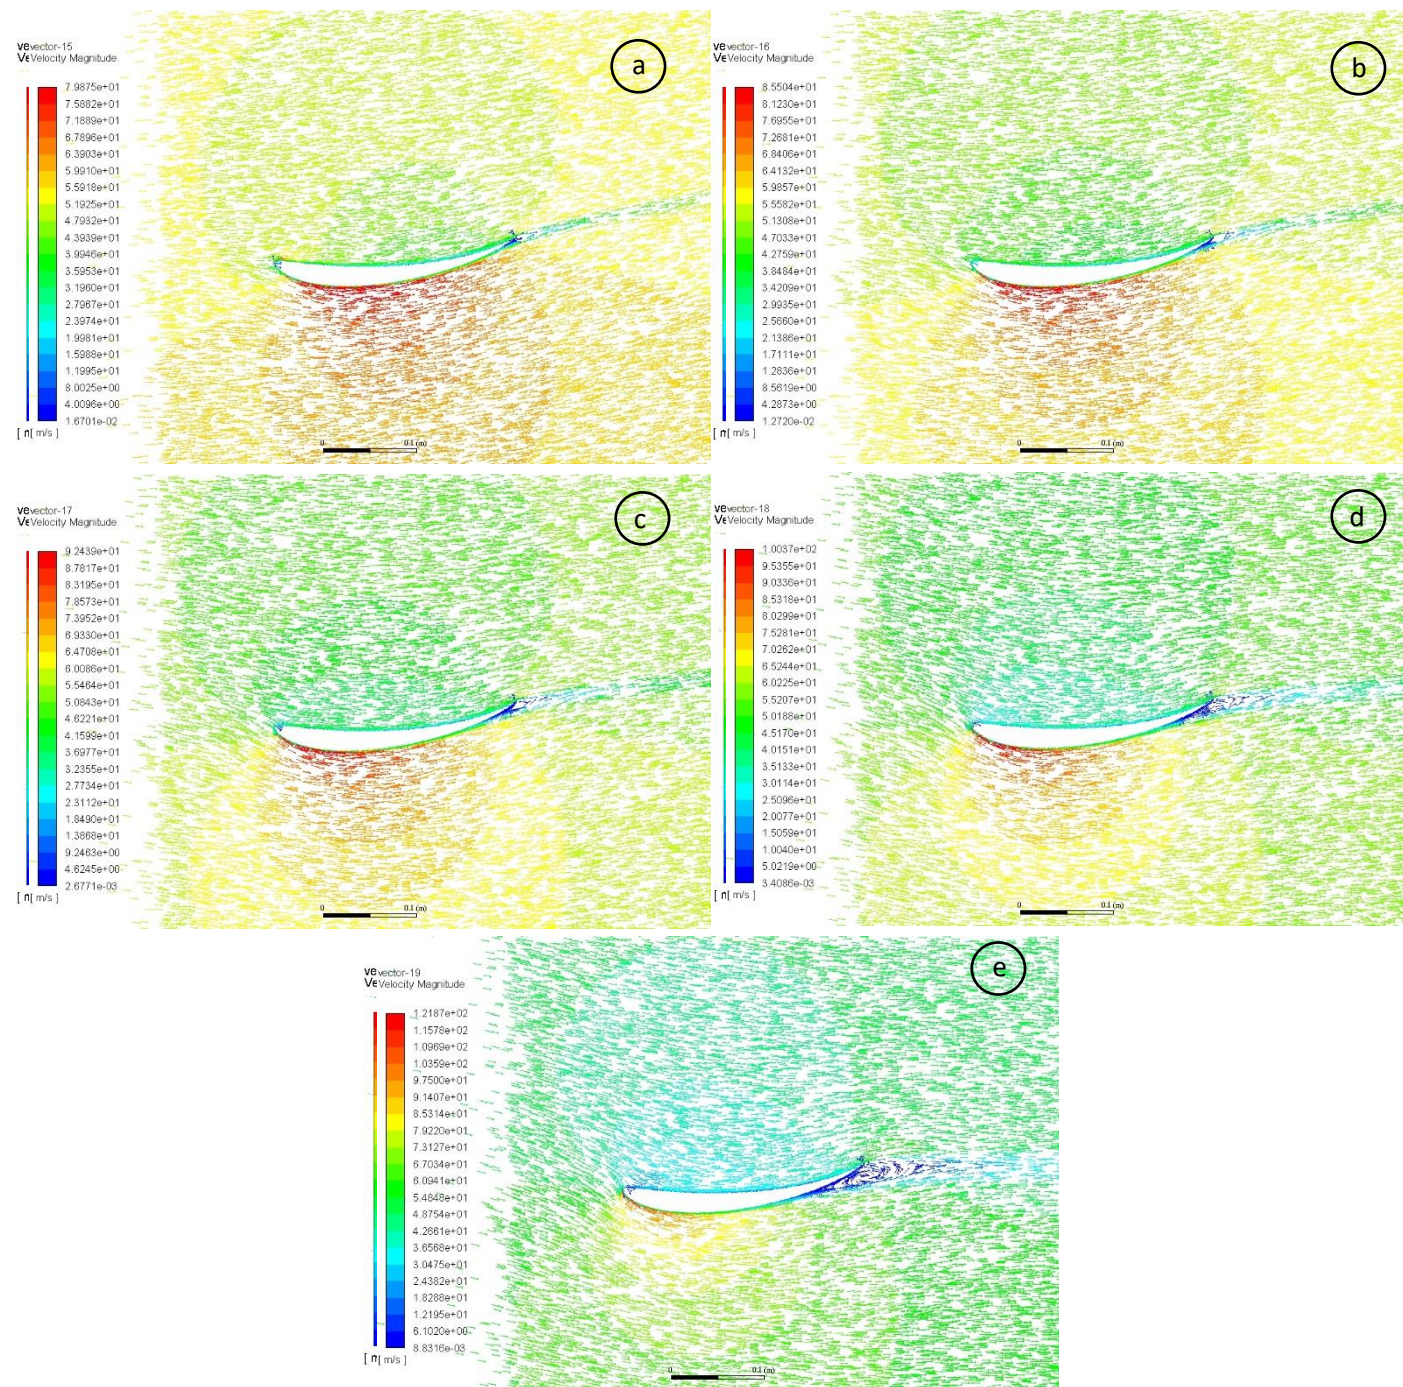 vevector-15
VeVelocity Magnitude
a
7.9875e+01
7.5882e+01
7.1889e+01
6.7896e+01
6.3903e+01
5.9910e+01
5.5918e+01
5.1925e+01
4.7932e+01
4.3939e+01
3.9946e+01
3.5953e+01
3.1960e+01
2.7967e+01
2.3974e+01
1.9981e+01
1.5988e+01
1.1995e+01
8.0025e+00
4.0096e+00
1.6701e-02
[ r[ m/s ]
0 0.1 (m)
vevector-16
VeVelocity Magnitude
b
8.5504e+01
8.1230e+01
7.6955e+01
7.2681e+01
6.8406e+01
6.4132e+01
5.9857e+01
5.5582e+01
5.1308e+01
4.7033e+01
4.2759e+01
3.8484e+01
3.4209e+01
2.9935e+01
2.5660e+01
2.1386e+01
1.7111e+01
1.2836e+01
8.5619e+00
4.2873e+00
1.2720e-02
[ r[ m/s ]
0 0.1 (m)
vevector-17
VeVelocity Magnitude
c
9.2439e+01
8.7817e+01
8.3195e+01
7.8573e+01
7.3952e+01
6.9330e+01
6.4708e+01
6.0086e+01
5.5464e+01
5.0843e+01
4.6221e+01
4.1599e+01
3.6977e+01
3.2355e+01
2.7734e+01
2.3112e+01
1.8490e+01
1.3868e+01
9.2463e+00
4.6245e+00
2.6771e-03
[ r[ m/s ]
0 0.1 (m)
vevector-18
VeVelocity Magnitude
d
1.0037e+02
9.5355e+01
9.0336e+01
8.5318e+01
8.0299e+01
7.5281e+01
7.0262e+01
6.5244e+01
6.0225e+01
5.5207e+01
5.0188e+01
4.5170e+01
4.0151e+01
3.5133e+01
3.0114e+01
2.5096e+01
2.0077e+01
1.5059e+01
1.0040e+01
5.0219e+00
3.4086e-03
[ r[ m/s ]
0 0.1 (m)
vevector-19
VeVelocity Magnitude
e
1.2187e+02
1.1578e+02
1.0969e+02
1.0359e+02
9.7500e+01
9.1407e+01
8.5314e+01
7.9220e+01
7.3127e+01
6.7034e+01
6.0941e+01
5.4848e+01
4.8754e+01
4.2661e+01
3.6568e+01
3.0475e+01
2.4382e+01
1.8288e+01
1.2195e+01
6.1020e+00
8.8316e-03
[ r[ m/s ]
0 0.1 (m)